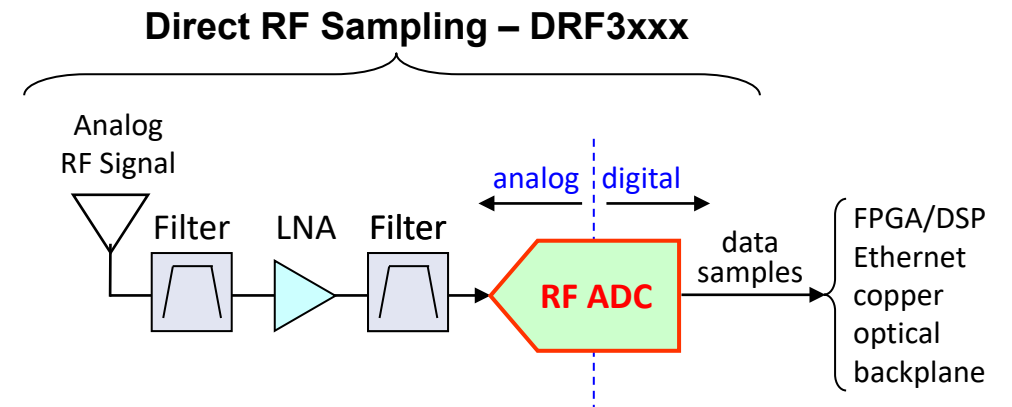 Direct RF Sampling – DRF3xxx
Analog
RF Signal
Filter
LNA
Filter
analog
digital
RF ADC
data
samples
FPGA/DSP
Ethernet
copper
optical
backplane